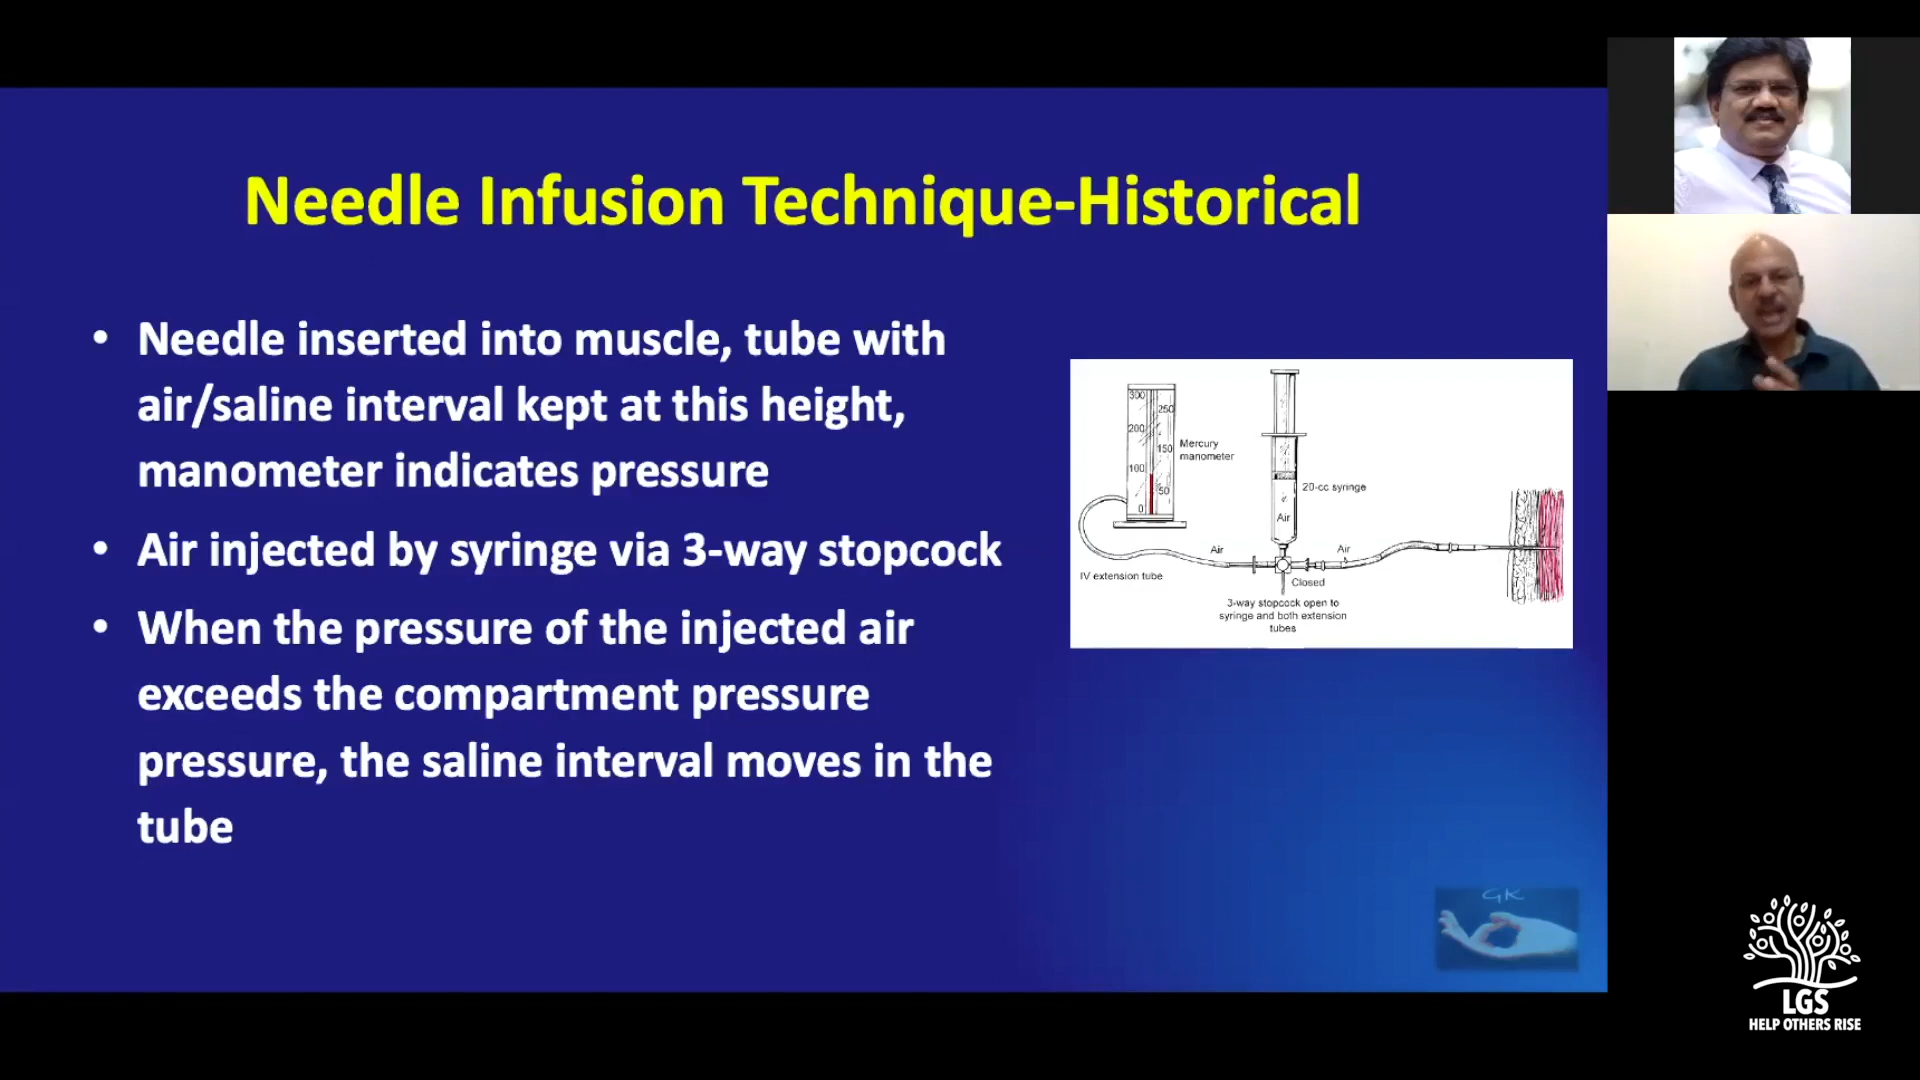 Needle Infusion Technique-Historical
• Needle inserted into muscle, tube with
air/saline interval kept at this height,
manometer indicates pressure
• Air injected by syringe via 3-way stopcock
• When the pressure of the injected air
exceeds the compartment pressure
pressure, the saline interval moves in the
tube
300
250
200
150
100
50
0
Mercury
manometer
20-cc syringe
Air
Air
Air
IV extension tube
Closed
3-way stopcock open to
syringe and both extension
tubes
GK
LGS
HELP OTHERS RISE